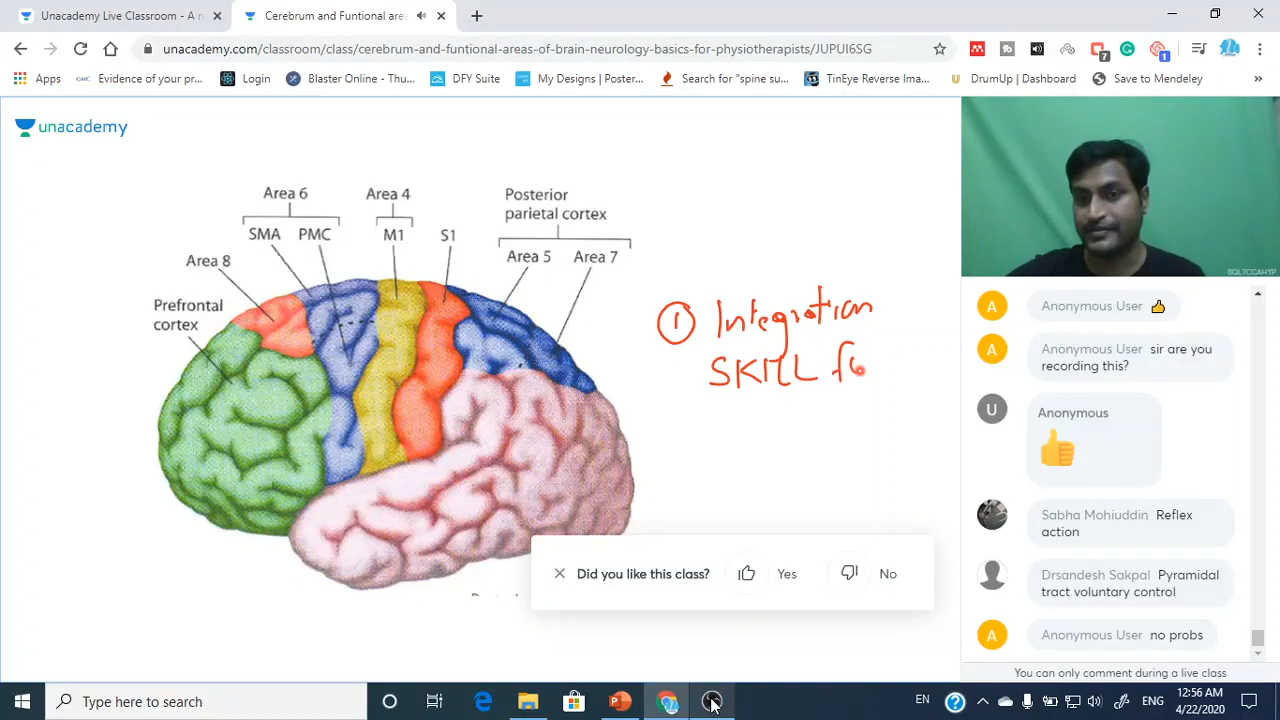 Unacademy Live Classroom - A n
Cerebrum and Funtional areas
unacademy.com/classroom/class/cerebrum-and-funtional-areas-of-brain-neurology-basics-for-physiotherapists/JUPUI6SG
7
1
Apps
GMC Evidence of your pr...
Login
Blaster Online - Thu...
DFY Suite
My Designs | Poster...
Search for "spine su...
TinEye Reverse Imag...
U DrumUp | Dashboard
Save to Mendeley
»
unacademy
Area 6
Area 4
Posterior
parietal cortex
SMA
PMC
M1
S1
Area 8
Area 5
Area 7
Prefrontal
cortex
① Integration
SKILL
Did you like this class?
Yes
No
SQLTCCAHYP
A
Anonymous User 👍
A
Anonymous User sir are you
recording this?
U
Anonymous
Sabha Mohiuddin Reflex
action
Drsandesh Sakpal Pyramidal
tract voluntary control
A
Anonymous User no probs
You can only comment during a live class
Type here to search
EN
ENG
12:56 AM
4/22/2020